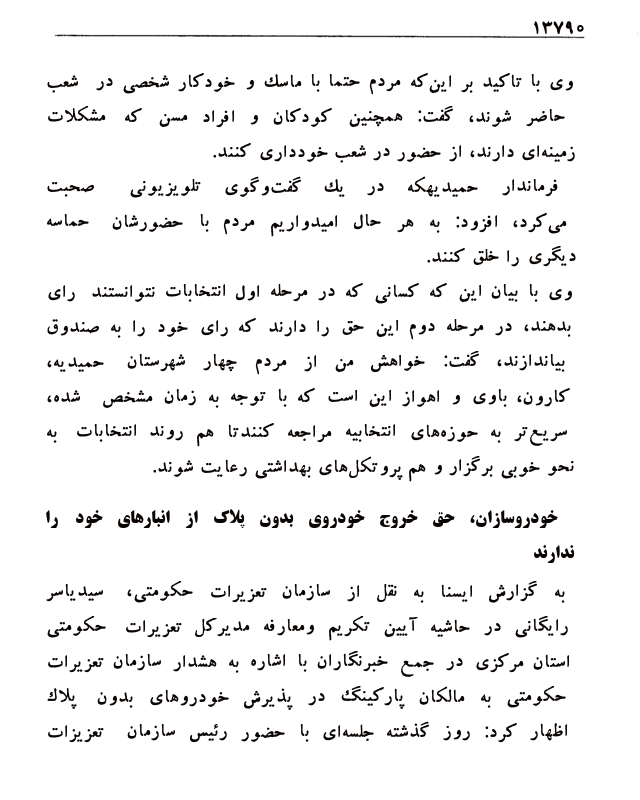 ۱۳۷۹۰
وی با تاکید بر این‌که مردم حتما با ماسک و خودکار شخصی در شعب
حاضر شوند، گفت: همچنین کودکان و افراد مسن که مشکلات
زمینه‌ای دارند، از حضور در شعب خودداری کنند.
فرماندار حمیدیهکه در یک گفت‌وگوی تلویزیونی صحبت
می‌کرد، افزود: به هر حال امیدواریم مردم با حضورشان حماسه
دیگری را خلق کنند.
وی با بیان این که کسانی که در مرحله اول انتخابات نتوانستند رای
بدهند، در مرحله دوم این حق را دارند که رای خود را به صندوق
بیاندازند، گفت: خواهش من از مردم چهار شهرستان حمیدیه،
کارون، باوی و اهواز این است که با توجه به زمان مشخص شده،
سریع‌تر به حوزه‌های انتخابیه مراجعه کنندتا هم روند انتخابات به
نحو خوبی برگزار و هم پروتکل‌های بهداشتی رعایت شوند.
خودروسازان، حق خروج خودروی بدون پلاک از انبارهای خود را
ندارند
به گزارش ایسنا به نقل از سازمان تعزیرات حکومتی، سیدیاسر
رایگانی در حاشیه آیین تکریم ومعارفه مدیرکل تعزیرات حکومتی
استان مرکزی در جمع خبرنگاران با اشاره به هشدار سازمان تعزیرات
حکومتی به مالکان پارکینگ در پذیرش خودروهای بدون پلاک
اظهار کرد: روز گذشته جلسه‌ای با حضور رئیس سازمان تعزیزات